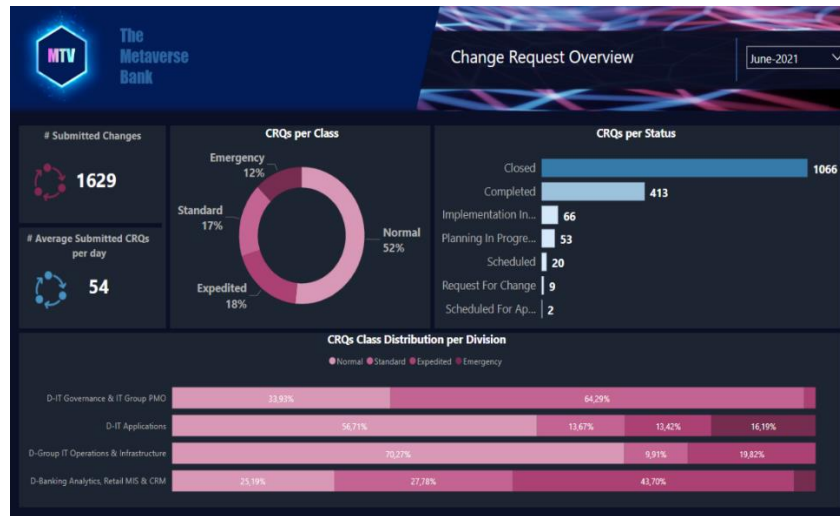 MTV
The
Metaverse
Bank
Change Request Overview
June-2021
# Submitted Changes
1629
# Average Submitted CRQs
per day
54
CRQs per Class
Emergency
12%
Standard
17%
Expedited
18%
Normal
52%
CRQs per Status
Closed 1066
Completed 413
Implementation In... 66
Planning In Progre... 53
Scheduled 20
Request For Change 9
Scheduled For Ap... 2
CRQs Class Distribution per Division
Normal Standard Expedited Emergency
D-IT Governance & IT Group PMO 33,93% 64,29%
D-IT Applications 56,71% 13,67% 13,42% 16,19%
D-Group IT Operations & Infrastructure 70,27% 9,91% 19,82%
D-Banking Analytics, Retail MIS & CRM 25,19% 27,78% 43,70%